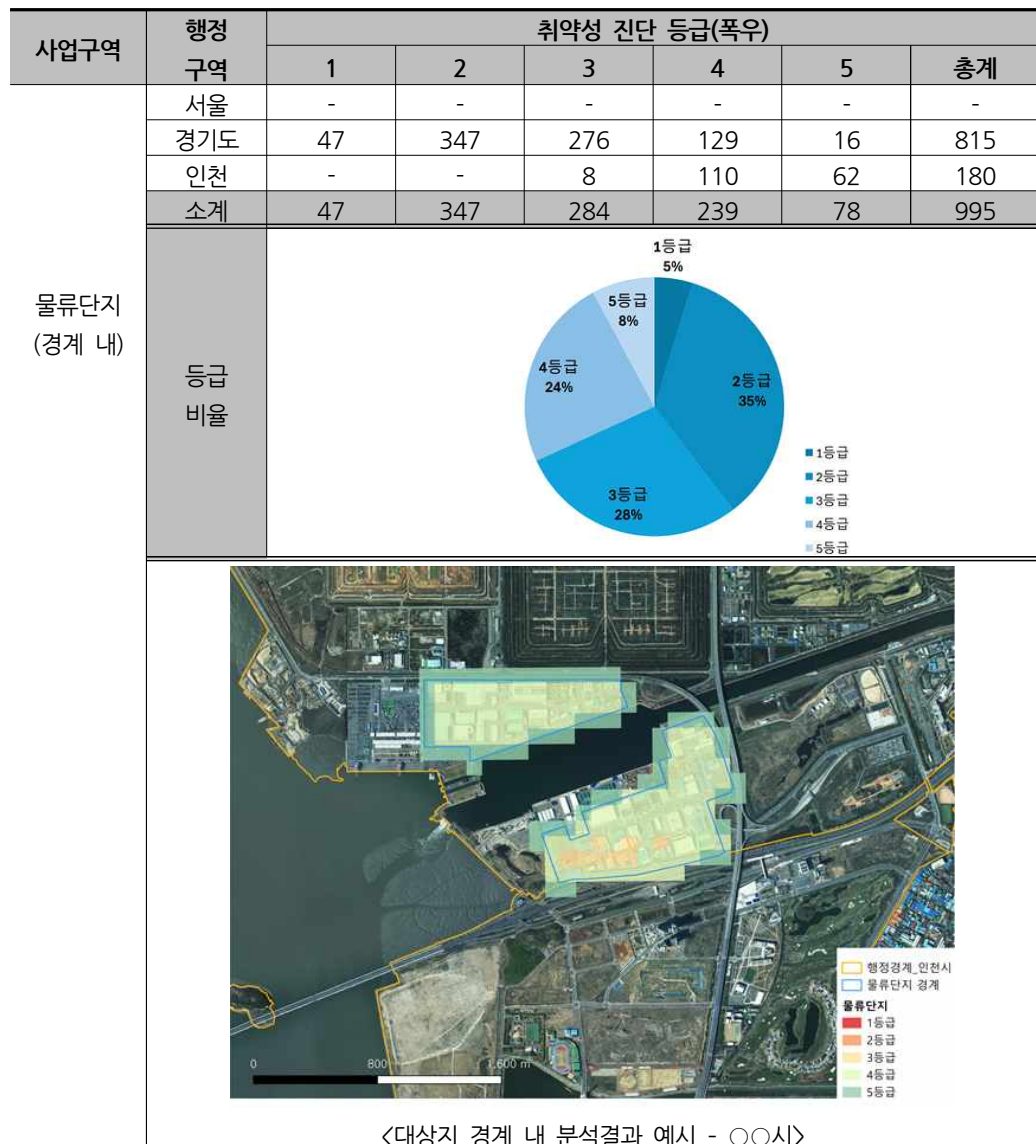 사업구역 행정 구역 취약성 진단 등급(폭우)
1 2 3 4 5 총계
물류단지
(경계 내)
서울 - - - - - -
경기도 47 347 276 129 16 815
인천 - - 8 110 62 180
소계 47 347 284 239 78 995
등급
비율
1등급
5%
2등급
35%
3등급
28%
4등급
24%
5등급
8%
1등급
2등급
3등급
4등급
5등급
행정경계_인천시
물류단지 경계
물류단지
1등급
2등급
3등급
4등급
5등급
0 800 1,600 m
<대상지 경계 내 분석결과 예시 - ○○시>